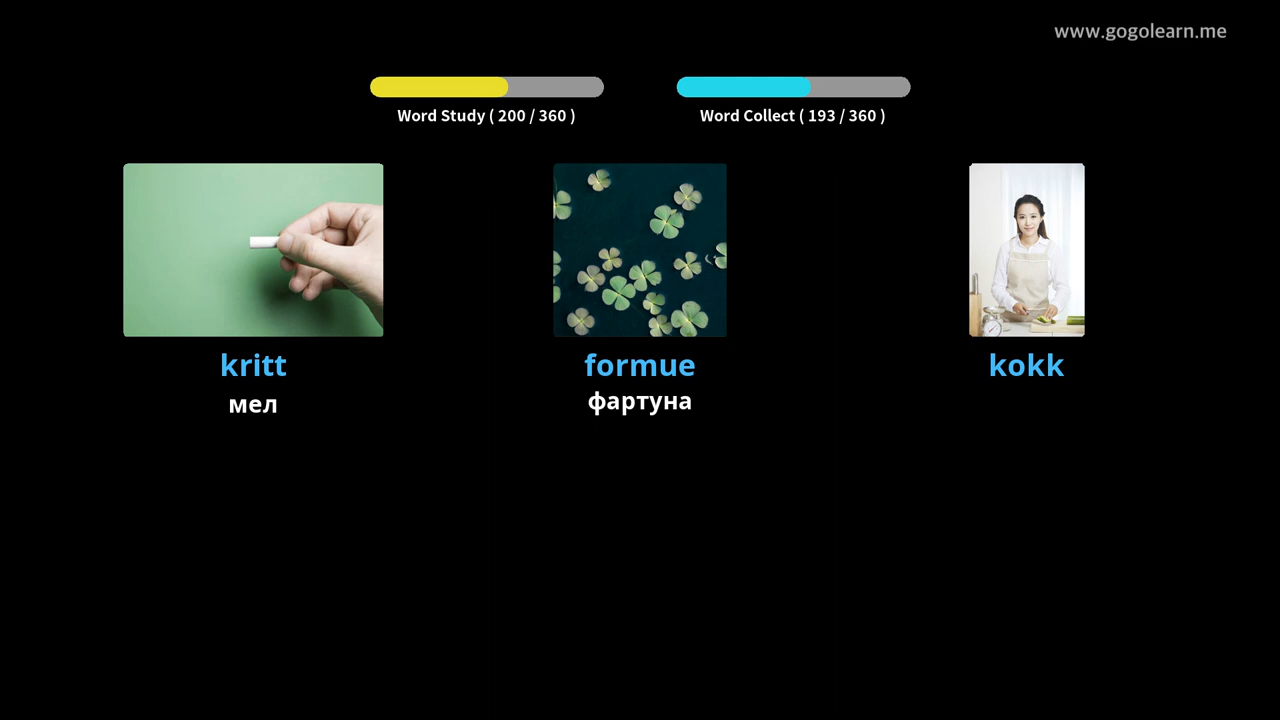 www.gogolearn.me
Word Study ( 200 / 360 )
Word Collect ( 193 / 360 )
kritt
formue
kokk
мел
фартуна